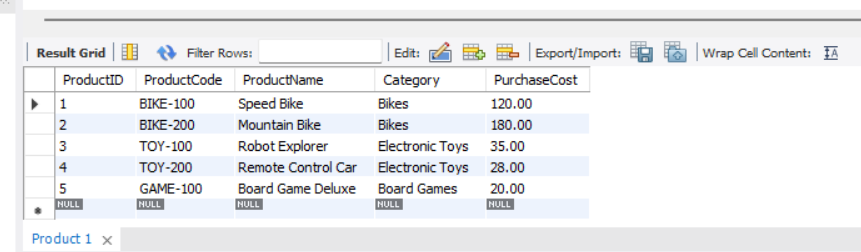 Result Grid Filter Rows: Edit: Export/Import: Wrap Cell Content: IA
ProductID ProductCode ProductName Category PurchaseCost
1 BIKE-100 Speed Bike Bikes 120.00
2 BIKE-200 Mountain Bike Bikes 180.00
3 TOY-100 Robot Explorer Electronic Toys 35.00
4 TOY-200 Remote Control Car Electronic Toys 28.00
5 GAME-100 Board Game Deluxe Board Games 20.00
NULL NULL NULL NULL NULL
Product 1 ×